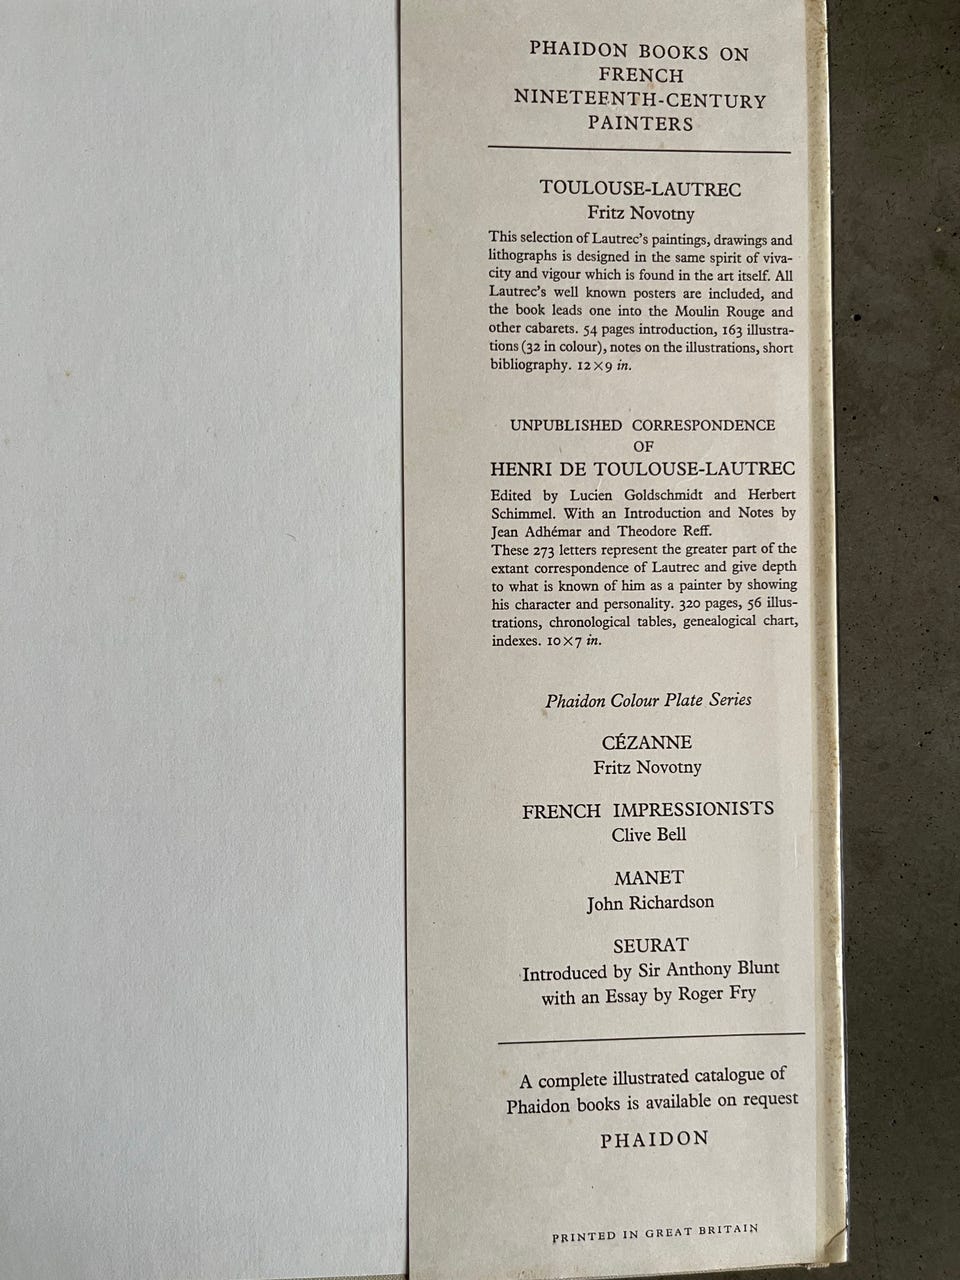 PHAIDON BOOKS ON
FRENCH
NINETEENTH-CENTURY
PAINTERS
TOULOUSE-LAUTREC
Fritz Novotny
This selection of Lautrec's paintings, drawings and
lithographs is designed in the same spirit of viva-
city and vigour which is found in the art itself. All
Lautrec's well known posters are included, and
the book leads one into the Moulin Rouge and
other cabarets. 54 pages introduction, 163 illustra-
tions (32 in colour), notes on the illustrations, short
bibliography. 12×9 in.
UNPUBLISHED CORRESPONDENCE
OF
HENRI DE TOULOUSE-LAUTREC
Edited by Lucien Goldschmidt and Herbert
Schimmel. With an Introduction and Notes by
Jean Adhémar and Theodore Reff.
These 273 letters represent the greater part of the
extant correspondence of Lautrec and give depth
to what is known of him as a painter by showing
his character and personality. 320 pages, 56 illus-
trations, chronological tables, genealogical chart,
indexes. 10×7 in.
Phaidon Colour Plate Series
CÉZANNE
Fritz Novotny
FRENCH IMPRESSIONISTS
Clive Bell
MANET
John Richardson
SEURAT
Introduced by Sir Anthony Blunt
with an Essay by Roger Fry
A complete illustrated catalogue of
Phaidon books is available on request
PHAIDON
PRINTED IN GREAT BRITAIN